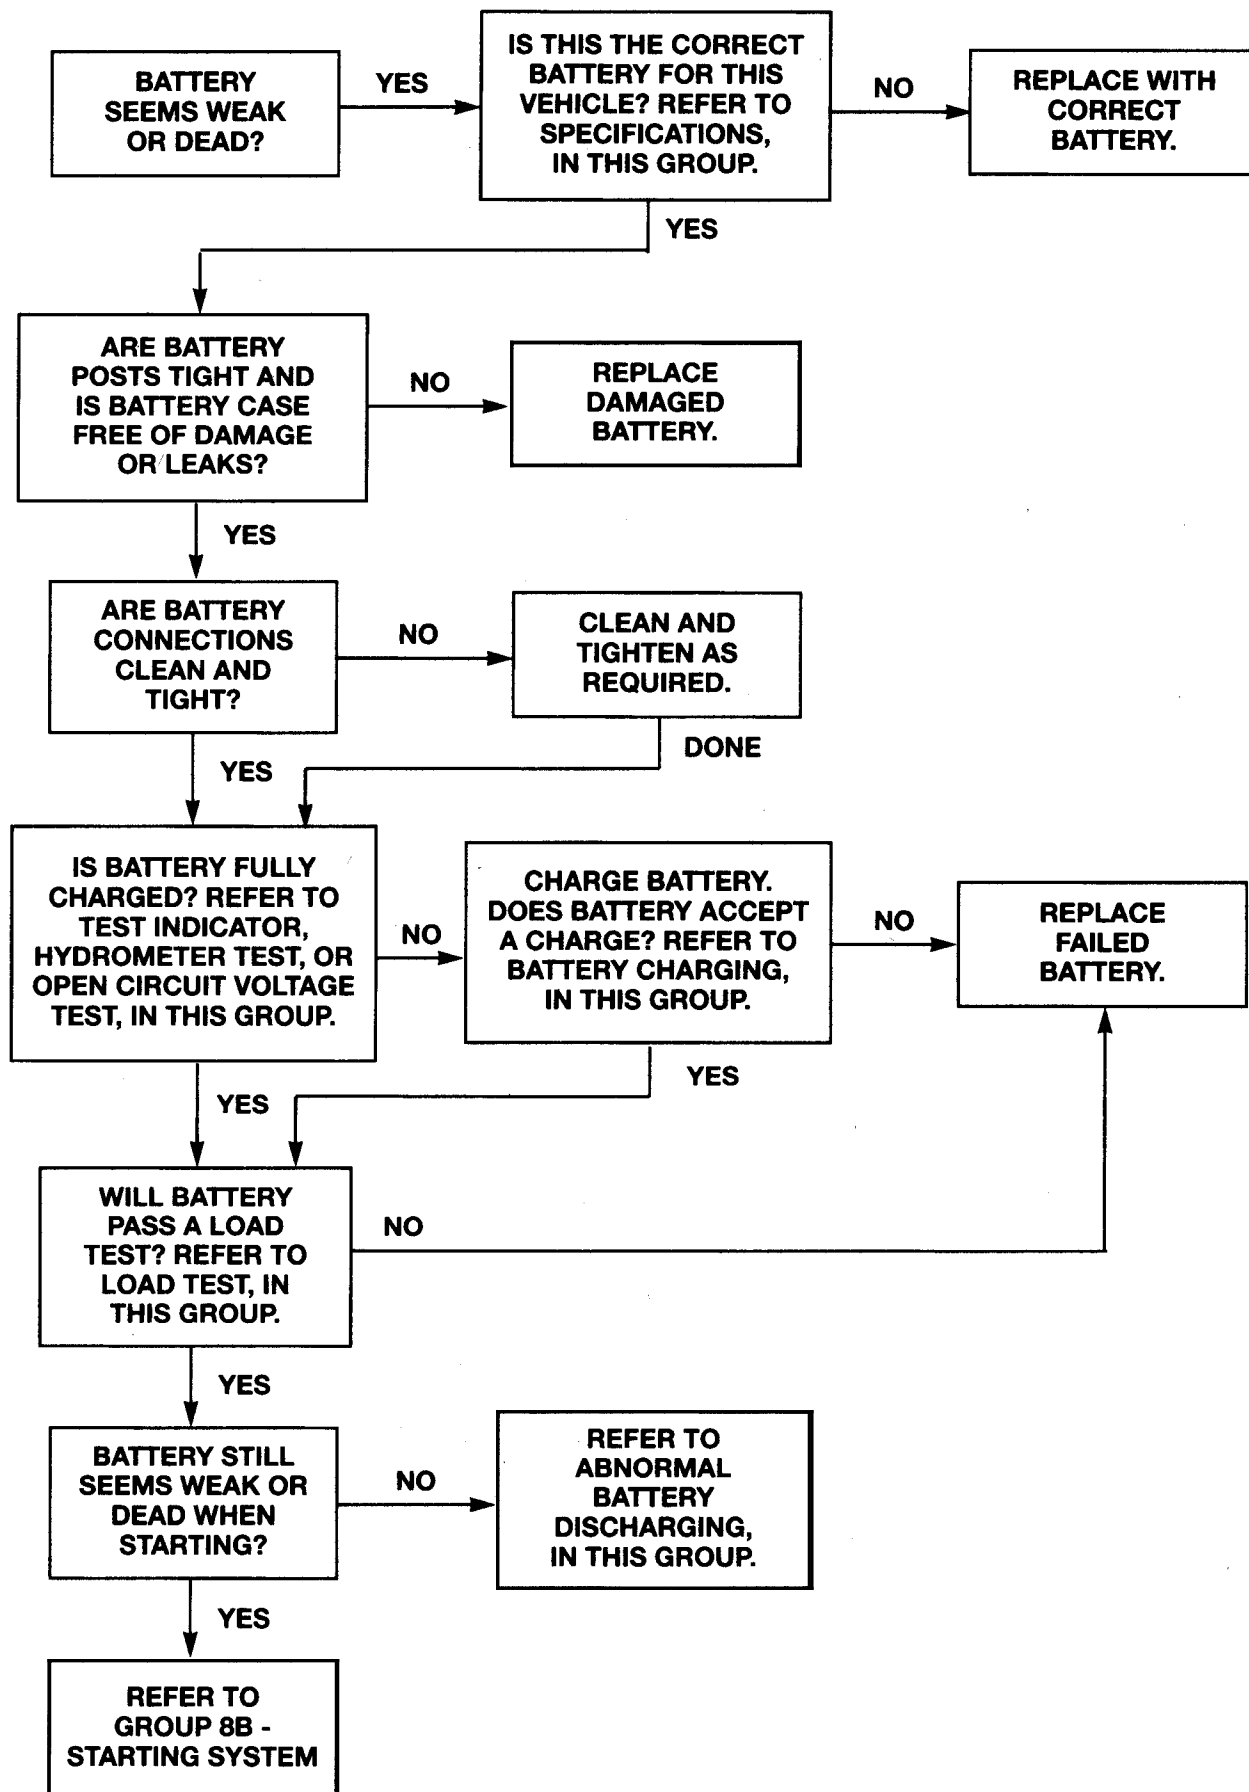 BATTERY
SEEMS WEAK
OR DEAD?
YES
IS THIS THE CORRECT
BATTERY FOR THIS
VEHICLE? REFER TO
SPECIFICATIONS,
IN THIS GROUP.
NO
REPLACE WITH
CORRECT
BATTERY.
YES
ARE BATTERY
POSTS TIGHT AND
IS BATTERY CASE
FREE OF DAMAGE
OR LEAKS?
NO
REPLACE
DAMAGED
BATTERY.
YES
ARE BATTERY
CONNECTIONS
CLEAN AND
TIGHT?
NO
CLEAN AND
TIGHTEN AS
REQUIRED.
DONE
YES
IS BATTERY FULLY
CHARGED? REFER TO
TEST INDICATOR,
HYDROMETER TEST, OR
OPEN CIRCUIT VOLTAGE
TEST, IN THIS GROUP.
NO
CHARGE BATTERY.
DOES BATTERY ACCEPT
A CHARGE? REFER TO
BATTERY CHARGING,
IN THIS GROUP.
NO
REPLACE
FAILED
BATTERY.
YES
YES
WILL BATTERY
PASS A LOAD
TEST? REFER TO
LOAD TEST, IN
THIS GROUP.
NO
YES
BATTERY STILL
SEEMS WEAK OR
DEAD WHEN
STARTING?
NO
REFER TO
ABNORMAL
BATTERY
DISCHARGING,
IN THIS GROUP.
YES
REFER TO
GROUP 8B -
STARTING SYSTEM